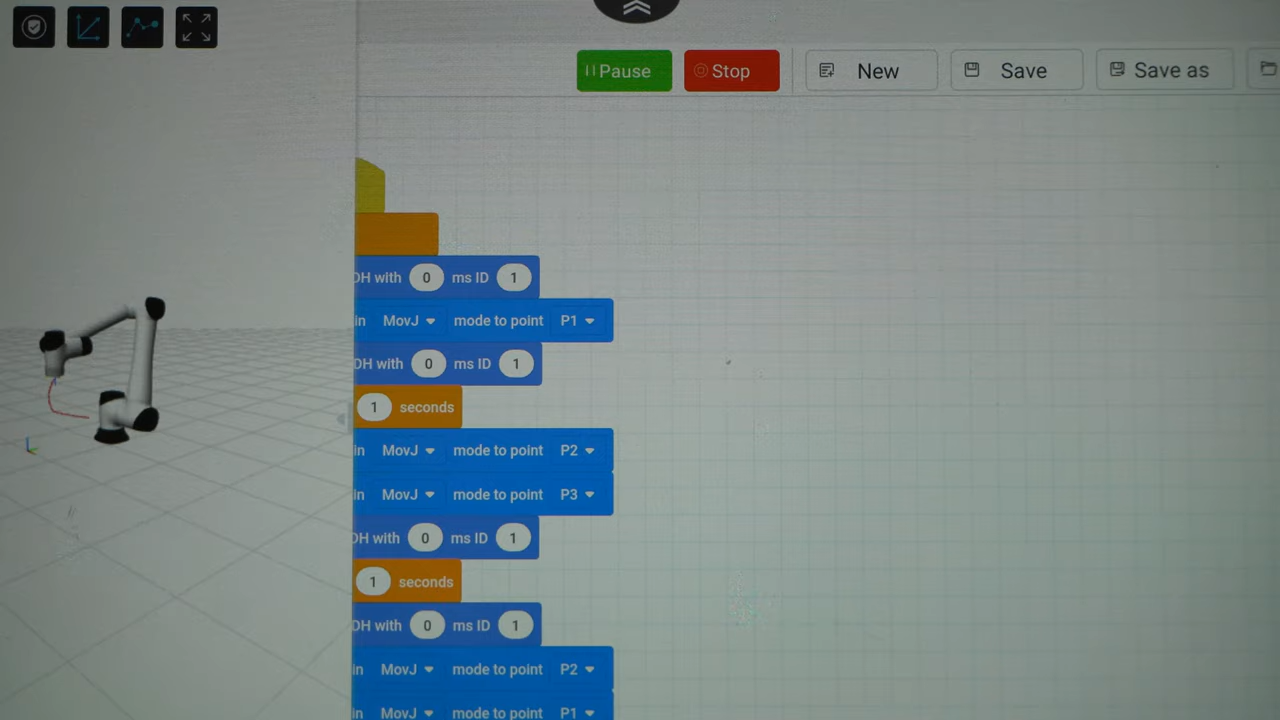 Pause Stop New Save Save as
DH with 0 ms ID 1
in MovJ mode to point P1
DH with 0 ms ID 1
1 seconds
in MovJ mode to point P2
in MovJ mode to point P3
DH with 0 ms ID 1
1 seconds
DH with 0 ms ID 1
in MovJ mode to point P2
in MovJ mode to point P1